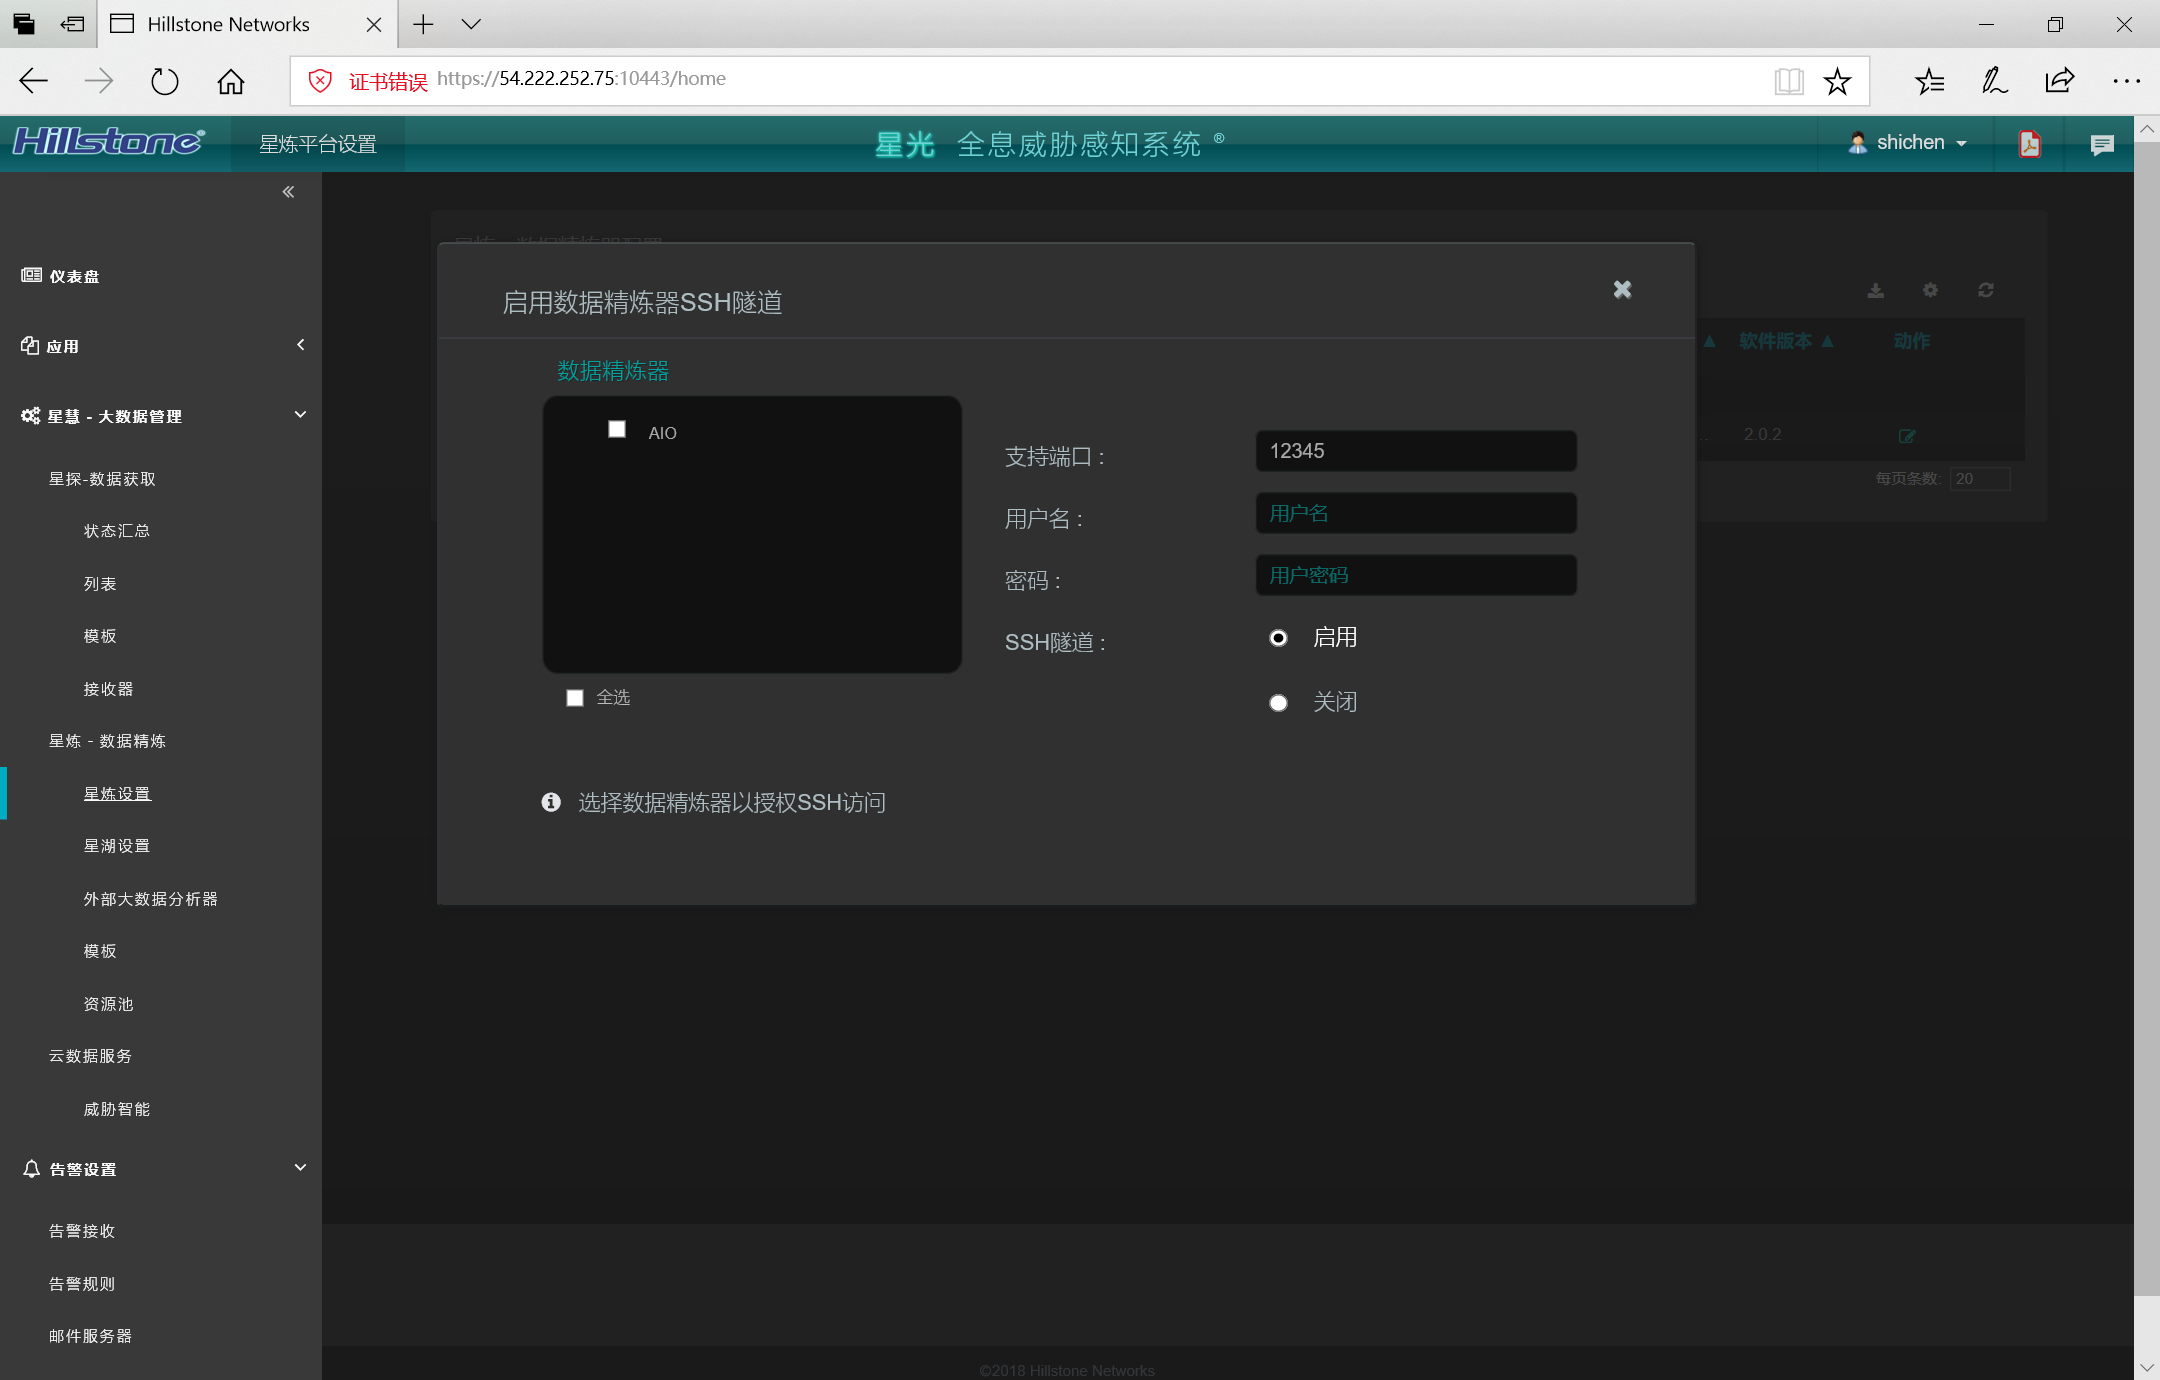 Hillstone Networks
证书错误 https://54.222.252.75:10443/home
Hillstone®
星炼平台设置
星光 全息威胁感知系统 ®
shichen
仪表盘
应用
星慧 - 大数据管理
星探-数据获取
状态汇总
列表
模板
接收器
星炼 - 数据精炼
星炼设置
星湖设置
外部大数据分析器
模板
资源池
云数据服务
威胁智能
告警设置
告警接收
告警规则
邮件服务器
启用数据精炼器SSH隧道
数据精炼器
AIO
全选
支持端口 :
12345
用户名 :
用户名
密码 :
用户密码
SSH隧道 :
启用
关闭
选择数据精炼器以授权SSH访问
软件版本
动作
2.0.2
每页条数: 20
©2018 Hillstone Networks